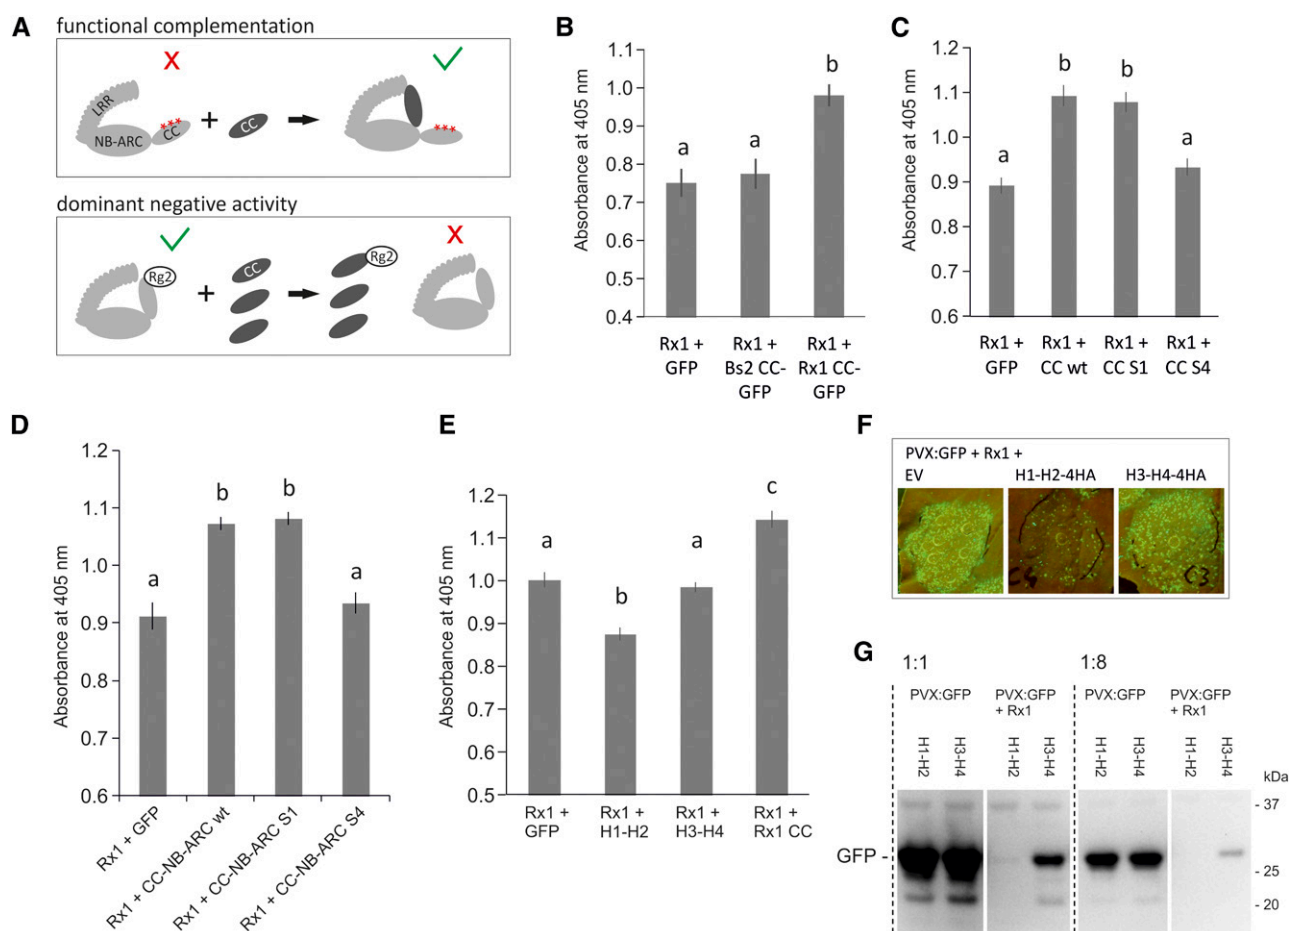 A
functional complementation
X
LRR
NB-ARC
***
CC
+
CC
***
dominant negative activity
X
Rg2
+
CC
Rg2
B
Absorbance at 405 nm
1.1
1.0
0.9
0.8
0.7
0.6
0.5
0.4
a
a
b
Rx1 +
GFP
Rx1 +
Bs2 CC-
GFP
Rx1 +
Rx1 CC-
GFP
C
Absorbance at 405 nm
1.2
1.1
1.0
0.9
0.8
0.7
0.6
a
b
b
a
Rx1 +
GFP
Rx1 +
CC wt
Rx1 +
CC S1
Rx1 +
CC S4
D
Absorbance at 405 nm
1.2
1.1
1.0
0.9
0.8
0.7
0.6
a
b
b
a
Rx1 + GFP
Rx1 + CC-NB-ARC wt
Rx1 + CC-NB-ARC S1
Rx1 + CC-NB-ARC S4
E
Absorbance at 405 nm
1.2
1.1
1.0
0.9
0.8
0.7
0.6
0.5
a
b
a
c
Rx1 +
GFP
Rx1 +
H1-H2
Rx1 +
H3-H4
Rx1 +
Rx1 CC
F
PVX:GFP + Rx1 +
EV
H1-H2-4HA
H3-H4-4HA
C4
C3
G
1:1
1:8
PVX:GFP
PVX:GFP
+ Rx1
PVX:GFP
PVX:GFP
+ Rx1
H1-H2
H3-H4
H1-H2
H3-H4
H1-H2
H3-H4
H1-H2
H3-H4
kDa
- 37
GFP -
- 25
- 20